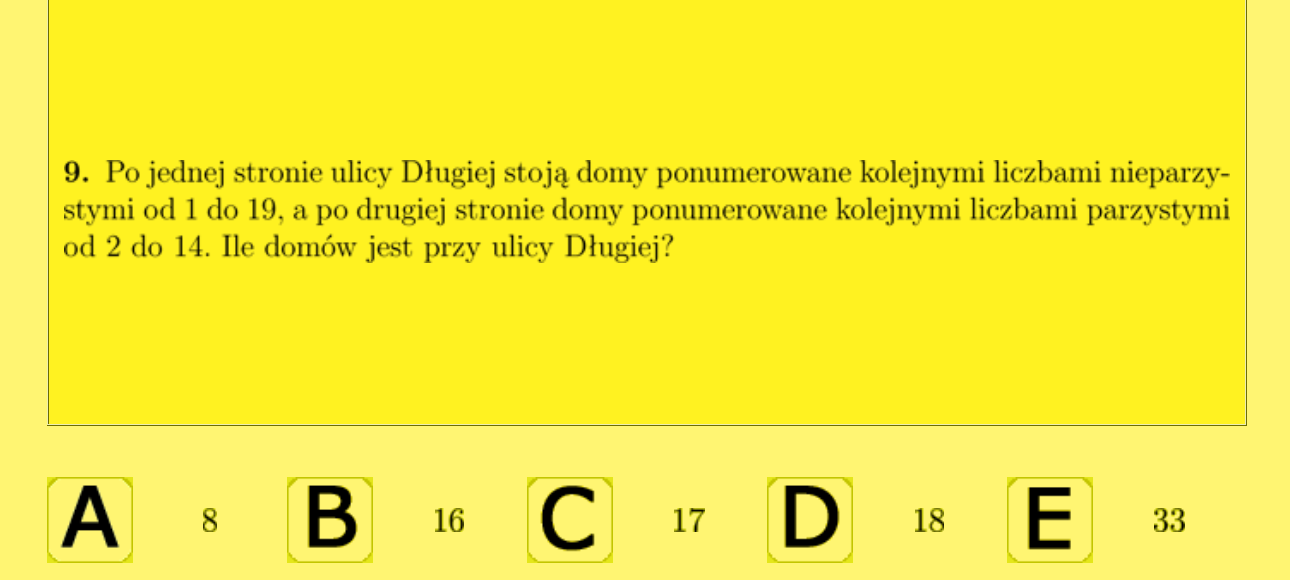 9. Po jednej stronie ulicy Długiej stoją domy ponumerowane kolejnymi liczbami nieparzy-
stymi od 1 do 19, a po drugiej stronie domy ponumerowane kolejnymi liczbami parzystymi
od 2 do 14. Ile domów jest przy ulicy Długiej?
A 8 B 16 C 17 D 18 E 33